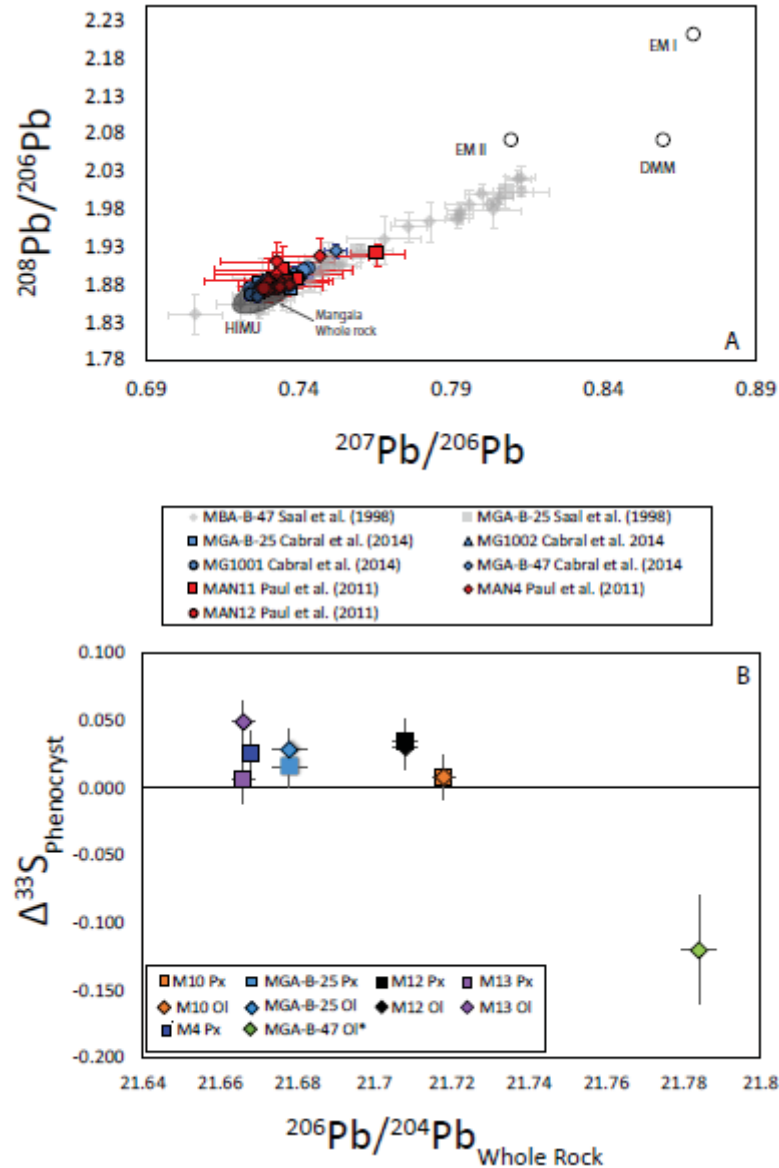 2.23
2.18
2.13
2.08
2.03
1.98
1.93
1.88
1.83
1.78
208Pb/206Pb
EM I
EM II
DMM
HIMU
Mangaia
Whole rock
A
0.69 0.74 0.79 0.84 0.89
207Pb/206Pb
MBA-B-47 Saal et al. (1998) MGA-B-25 Saal et al. (1998)
MGA-B-25 Cabral et al. (2014) MG1002 Cabral et al. 2014
MG1001 Cabral et al. (2014) MGA-B-47 Cabral et al. (2014
MAN11 Paul et al. (2011) MAN4 Paul et al. (2011)
MAN12 Paul et al. (2011)
0.100
0.050
0.000
-0.050
-0.100
-0.150
-0.200
Δ33SPhenocryst
B
M10 Px MGA-B-25 Px M12 Px M13 Px
M10 Ol MGA-B-25 Ol M12 Ol M13 Ol
M4 Px MGA-B-47 Ol*
21.64 21.66 21.68 21.7 21.72 21.74 21.76 21.78 21.8
206Pb/204PbWhole Rock